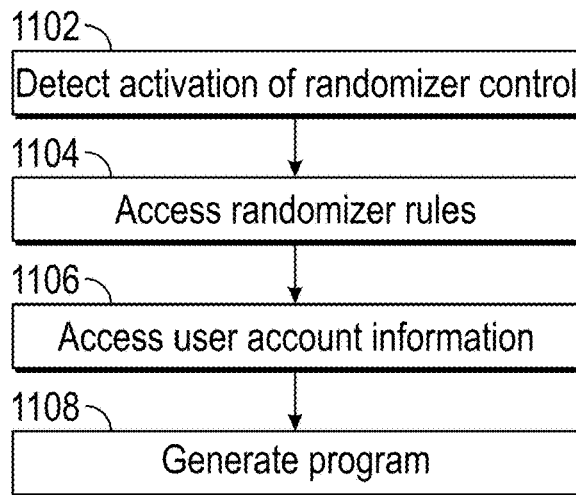 1102
Detect activation of randomizer control
1104
Access randomizer rules
1106
Access user account information
1108
Generate program